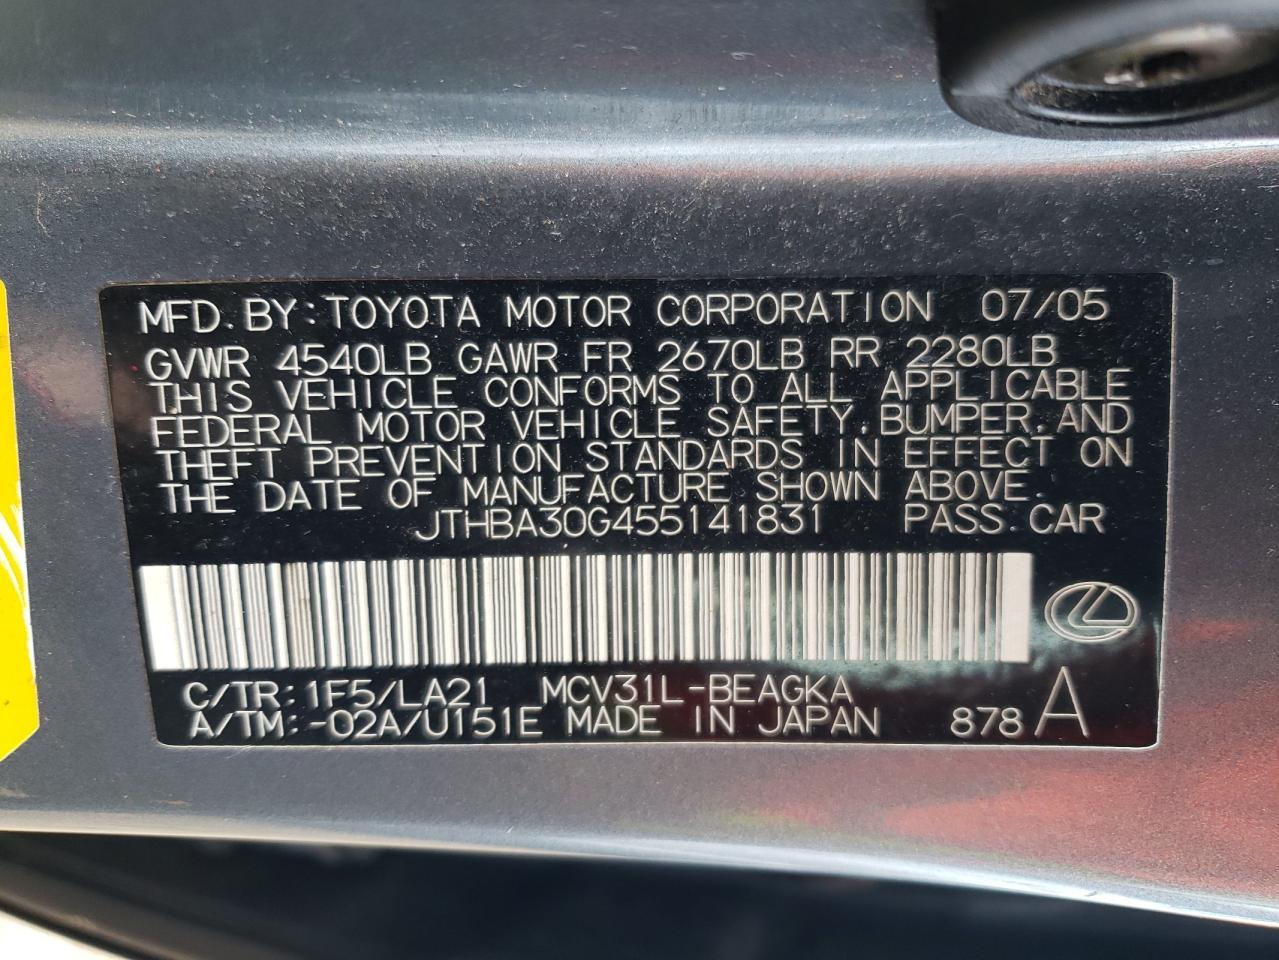 MFD. BY: TOYOTA MOTOR CORPORATION 07/05
GVWR 4540LB GAWR FR 2670LB RR 2280LB
THIS VEHICLE CONFORMS TO ALL APPLICABLE
FEDERAL MOTOR VEHICLE SAFETY, BUMPER, AND
THEFT PREVENTION STANDARDS IN EFFECT ON
THE DATE OF MANUFACTURE SHOWN ABOVE.
JTHBA30G455141831 PASS. CAR
C/TR: 1F5/LA21 MCV31L-BEAGKA
A/TM: -02A/U151E MADE IN JAPAN 878 A